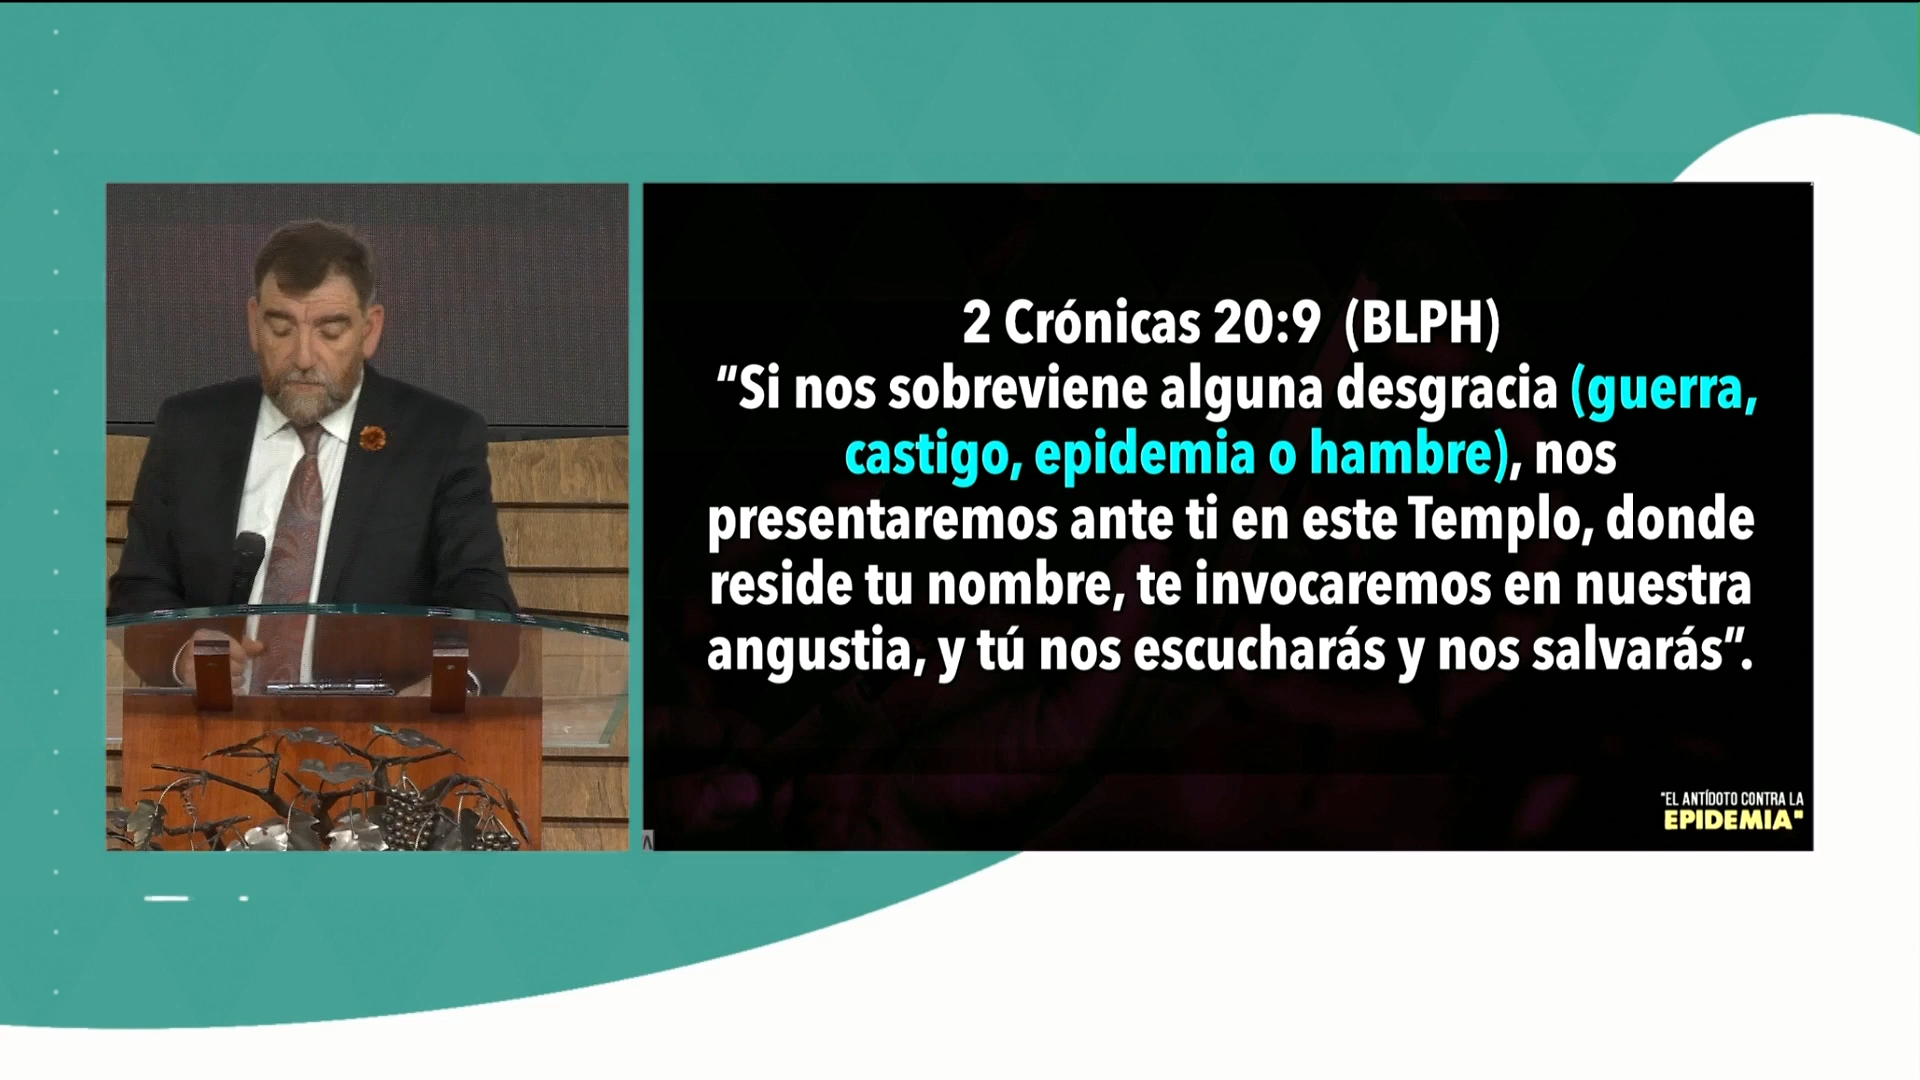 2 Crónicas 20:9 (BLPH)
“Si nos sobreviene alguna desgracia (guerra,
castigo, epidemia o hambre), nos
presentaremos ante ti en este Templo, donde
reside tu nombre, te invocaremos en nuestra
angustia, y tú nos escucharás y nos salvarás”.
"EL ANTÍDOTO CONTRA LA
EPIDEMIA"